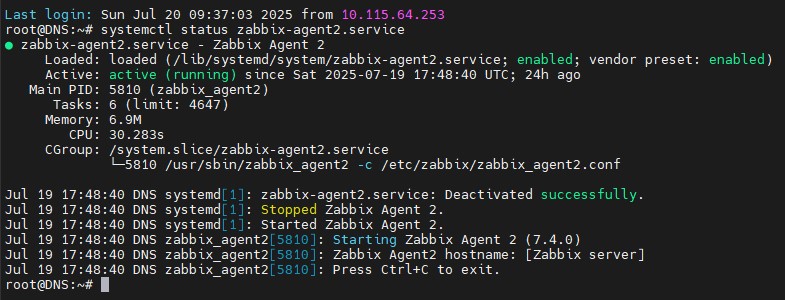 Last login: Sun Jul 20 09:37:03 2025 from 10.115.64.253
root@DNS:~# systemctl status zabbix-agent2.service
● zabbix-agent2.service - Zabbix Agent 2
     Loaded: loaded (/lib/systemd/system/zabbix-agent2.service; enabled; vendor preset: enabled)
     Active: active (running) since Sat 2025-07-19 17:48:40 UTC; 24h ago
   Main PID: 5810 (zabbix_agent2)
      Tasks: 6 (limit: 4647)
     Memory: 6.9M
        CPU: 30.283s
     CGroup: /system.slice/zabbix-agent2.service
             └─5810 /usr/sbin/zabbix_agent2 -c /etc/zabbix/zabbix_agent2.conf

Jul 19 17:48:40 DNS systemd[1]: zabbix-agent2.service: Deactivated successfully.
Jul 19 17:48:40 DNS systemd[1]: Stopped Zabbix Agent 2.
Jul 19 17:48:40 DNS systemd[1]: Started Zabbix Agent 2.
Jul 19 17:48:40 DNS zabbix_agent2[5810]: Starting Zabbix Agent 2 (7.4.0)
Jul 19 17:48:40 DNS zabbix_agent2[5810]: Zabbix Agent2 hostname: [Zabbix server]
Jul 19 17:48:40 DNS zabbix_agent2[5810]: Press Ctrl+C to exit.
root@DNS:~#